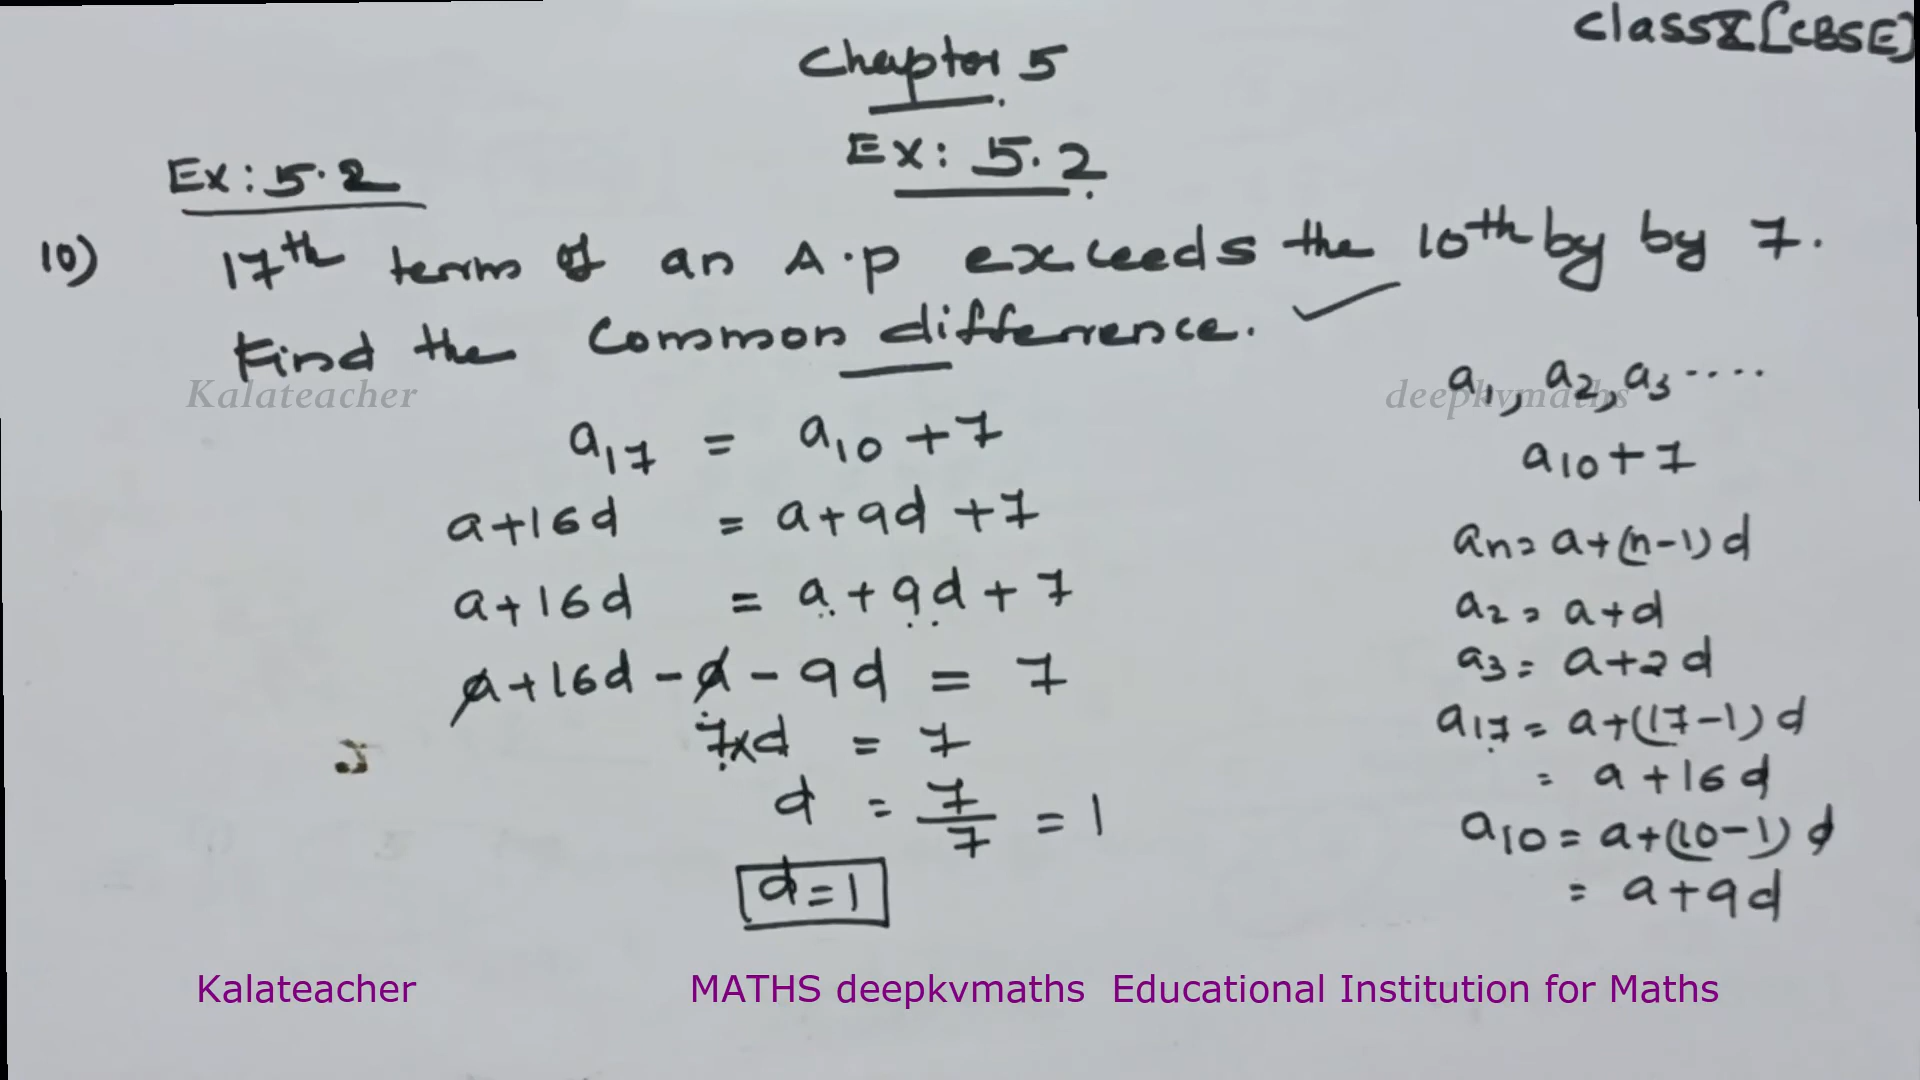 Class X [CBSE]
Chapter 5
Ex: 5.2
Ex: 5.2
10) 17th term of an A.p exceeds the 10th by by 7.
Find the Common difference. ✓
Kalateacher
deepkvmaths
a17 = a10 + 7
a+16d = a+9d +7
a+16d = a+9d+7
a+16d - a - 9d = 7
7xd = 7
d = 7/7 = 1
d=1
a1, a2, a3 ....
a10+7
an= a+(n-1)d
a2= a+d
a3= a+2d
a17= a+(17-1)d
= a+16d
a10= a+(10-1)d
= a+9d
Kalateacher MATHS deepkvmaths Educational Institution for Maths